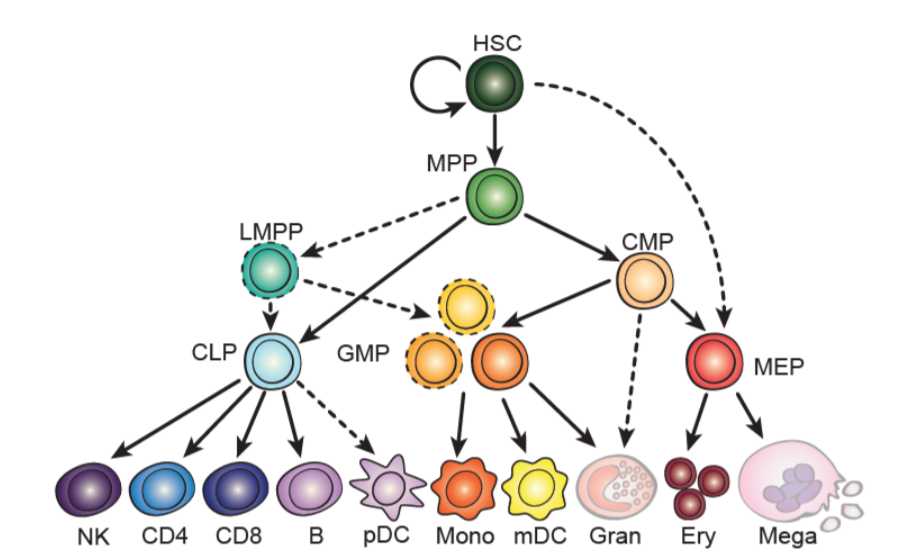 HSC
MPP
LMPP
CMP
CLP
GMP
MEP
NK CD4 CD8 B pDC Mono mDC Gran Ery Mega